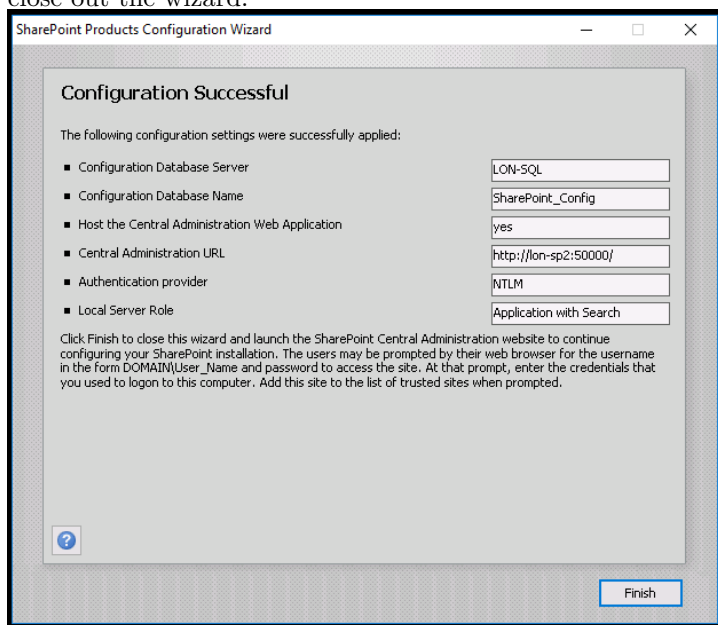 close out the wizard.
SharePoint Products Configuration Wizard
Configuration Successful
The following configuration settings were successfully applied:
Configuration Database Server LON-SQL
Configuration Database Name SharePoint_Config
Host the Central Administration Web Application yes
Central Administration URL http://lon-sp2:50000/
Authentication provider NTLM
Local Server Role Application with Search
Click Finish to close this wizard and launch the SharePoint Central Administration website to continue
configuring your SharePoint installation. The users may be prompted by their web browser for the username
in the form DOMAIN\User_Name and password to access the site. At that prompt, enter the credentials that
you used to logon to this computer. Add this site to the list of trusted sites when prompted.
?
Finish